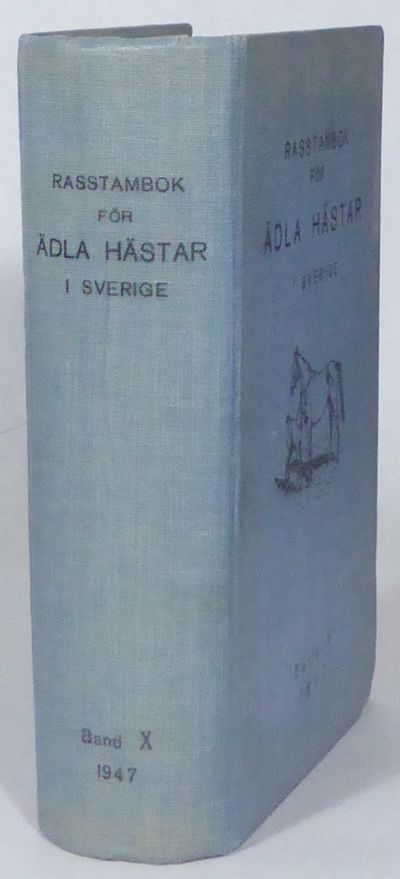 RASSTAMBOK
FÖR
ÄDLA HÄSTAR
I SVERIGE
Band X
1947
RASSTAMBOK
FÖR
ÄDLA HÄSTAR
I SVERIGE